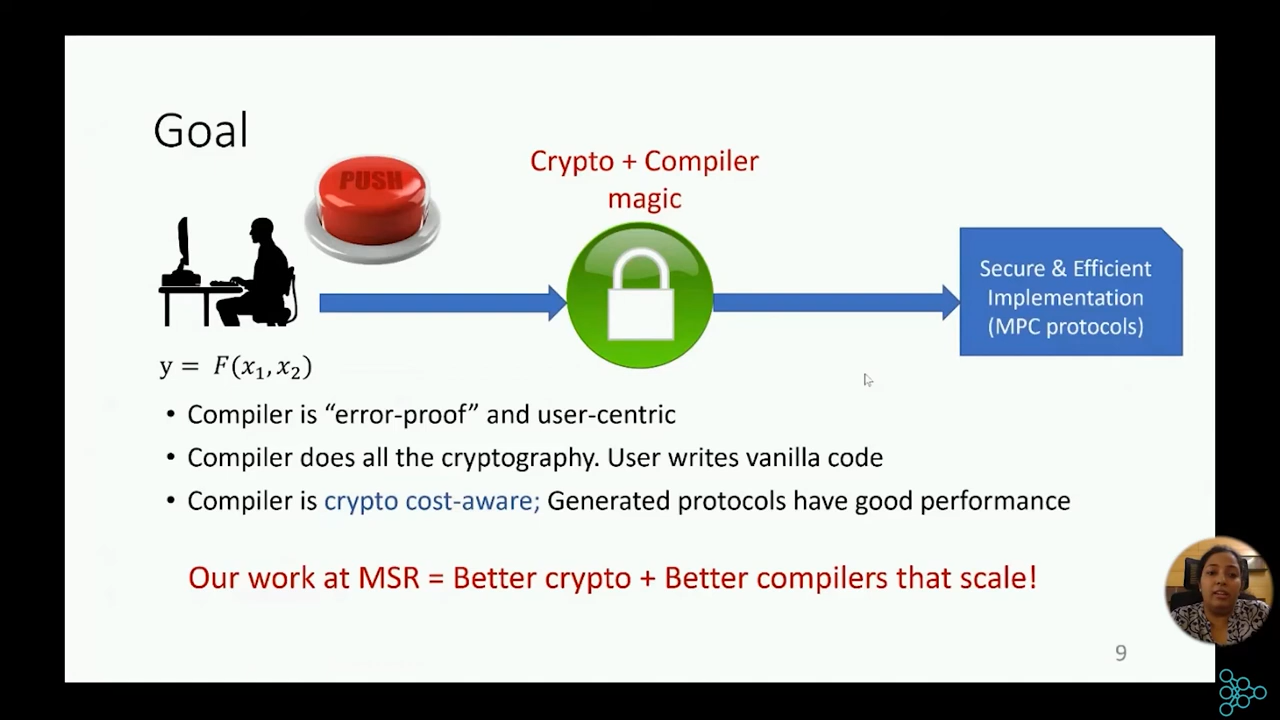 Goal
PUSH
Crypto + Compiler
magic
Secure & Efficient
Implementation
(MPC protocols)
y = F(x₁, x₂)
• Compiler is “error-proof” and user-centric
• Compiler does all the cryptography. User writes vanilla code
• Compiler is crypto cost-aware; Generated protocols have good performance
Our work at MSR = Better crypto + Better compilers that scale!
9